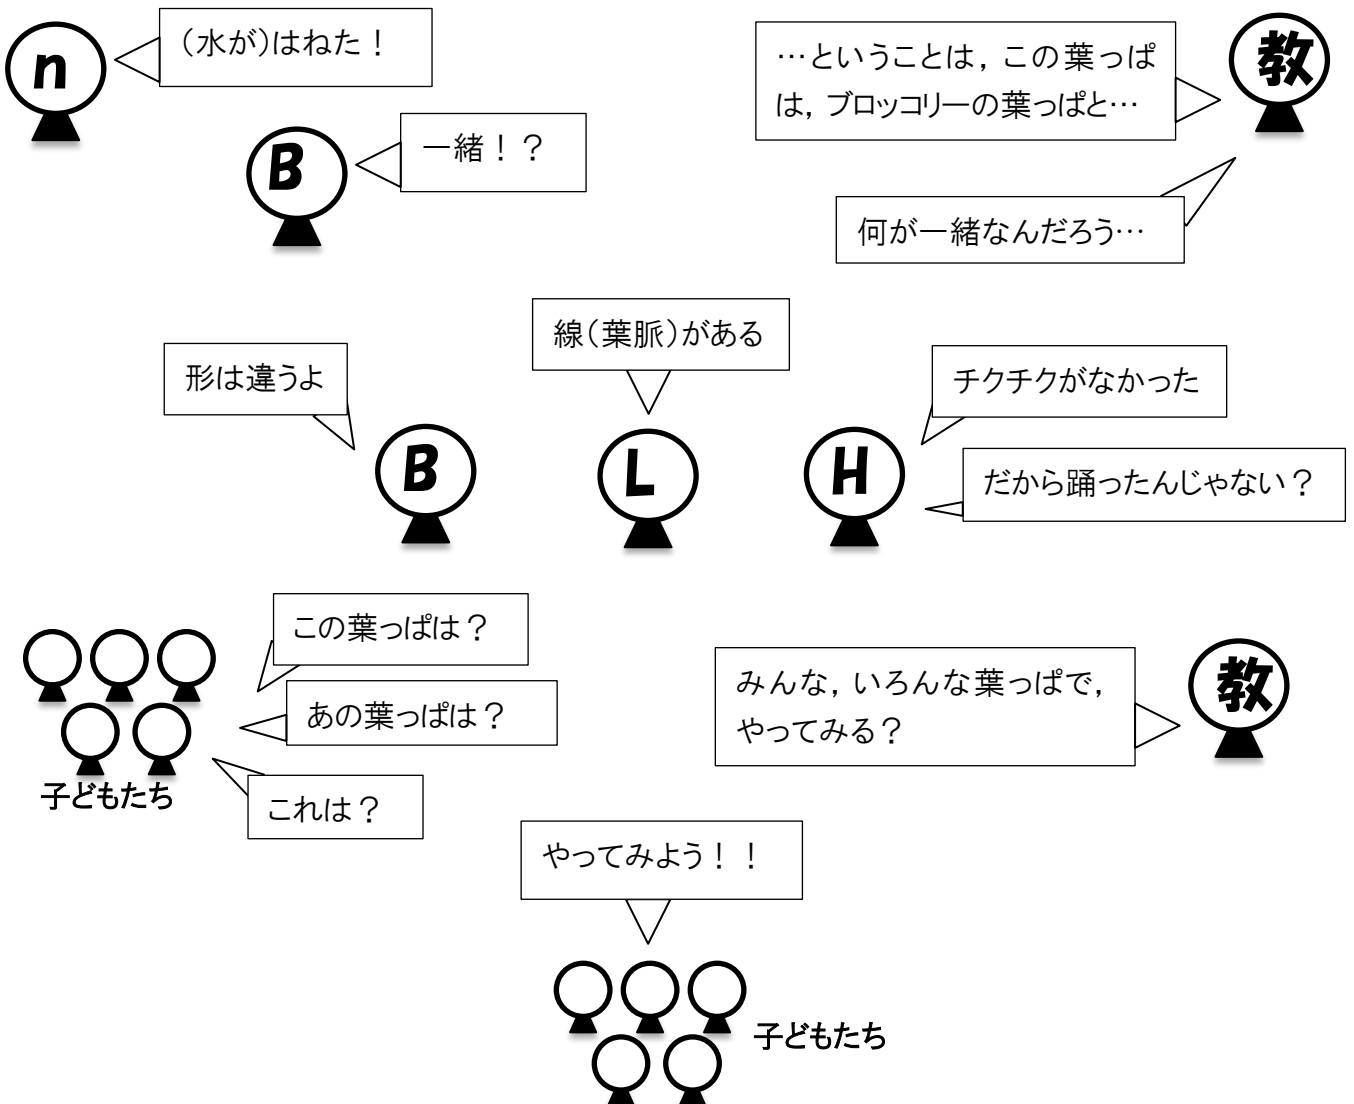 n
(水が)はねた！
…ということは，この葉っぱ
は，ブロッコリーの葉っぱと…
教
B
一緒！？
何が一緒なんだろう…
線(葉脈)がある
形は違うよ
チクチクがなかった
B
L
H
だから踊ったんじゃない？
この葉っぱは？
あの葉っぱは？
これは？
子どもたち
みんな，いろんな葉っぱで，
やってみる？
教
やってみよう！！
子どもたち